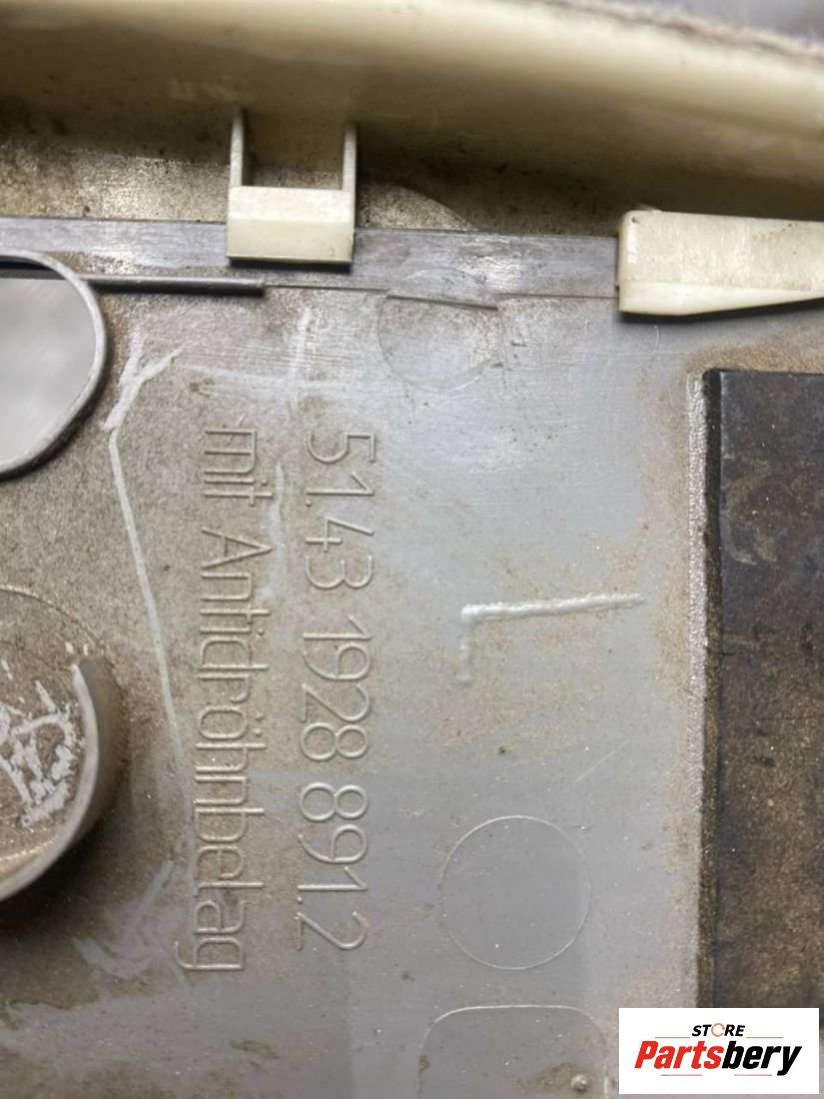 51.43 1928 891.2
mit Antidröhnbelag
L
STORE
Partsbery